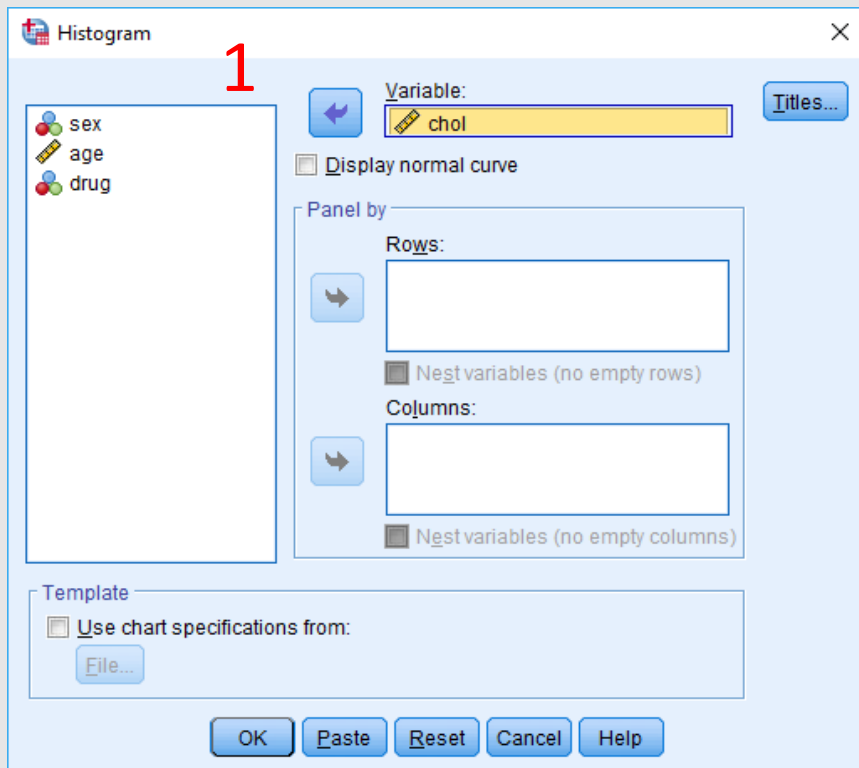 Histogram
1
Variable:
chol
Titles...
sex
age
drug
Display normal curve
Panel by
Rows:
Nest variables (no empty rows)
Columns:
Nest variables (no empty columns)
Template
Use chart specifications from:
File...
OK Paste Reset Cancel Help